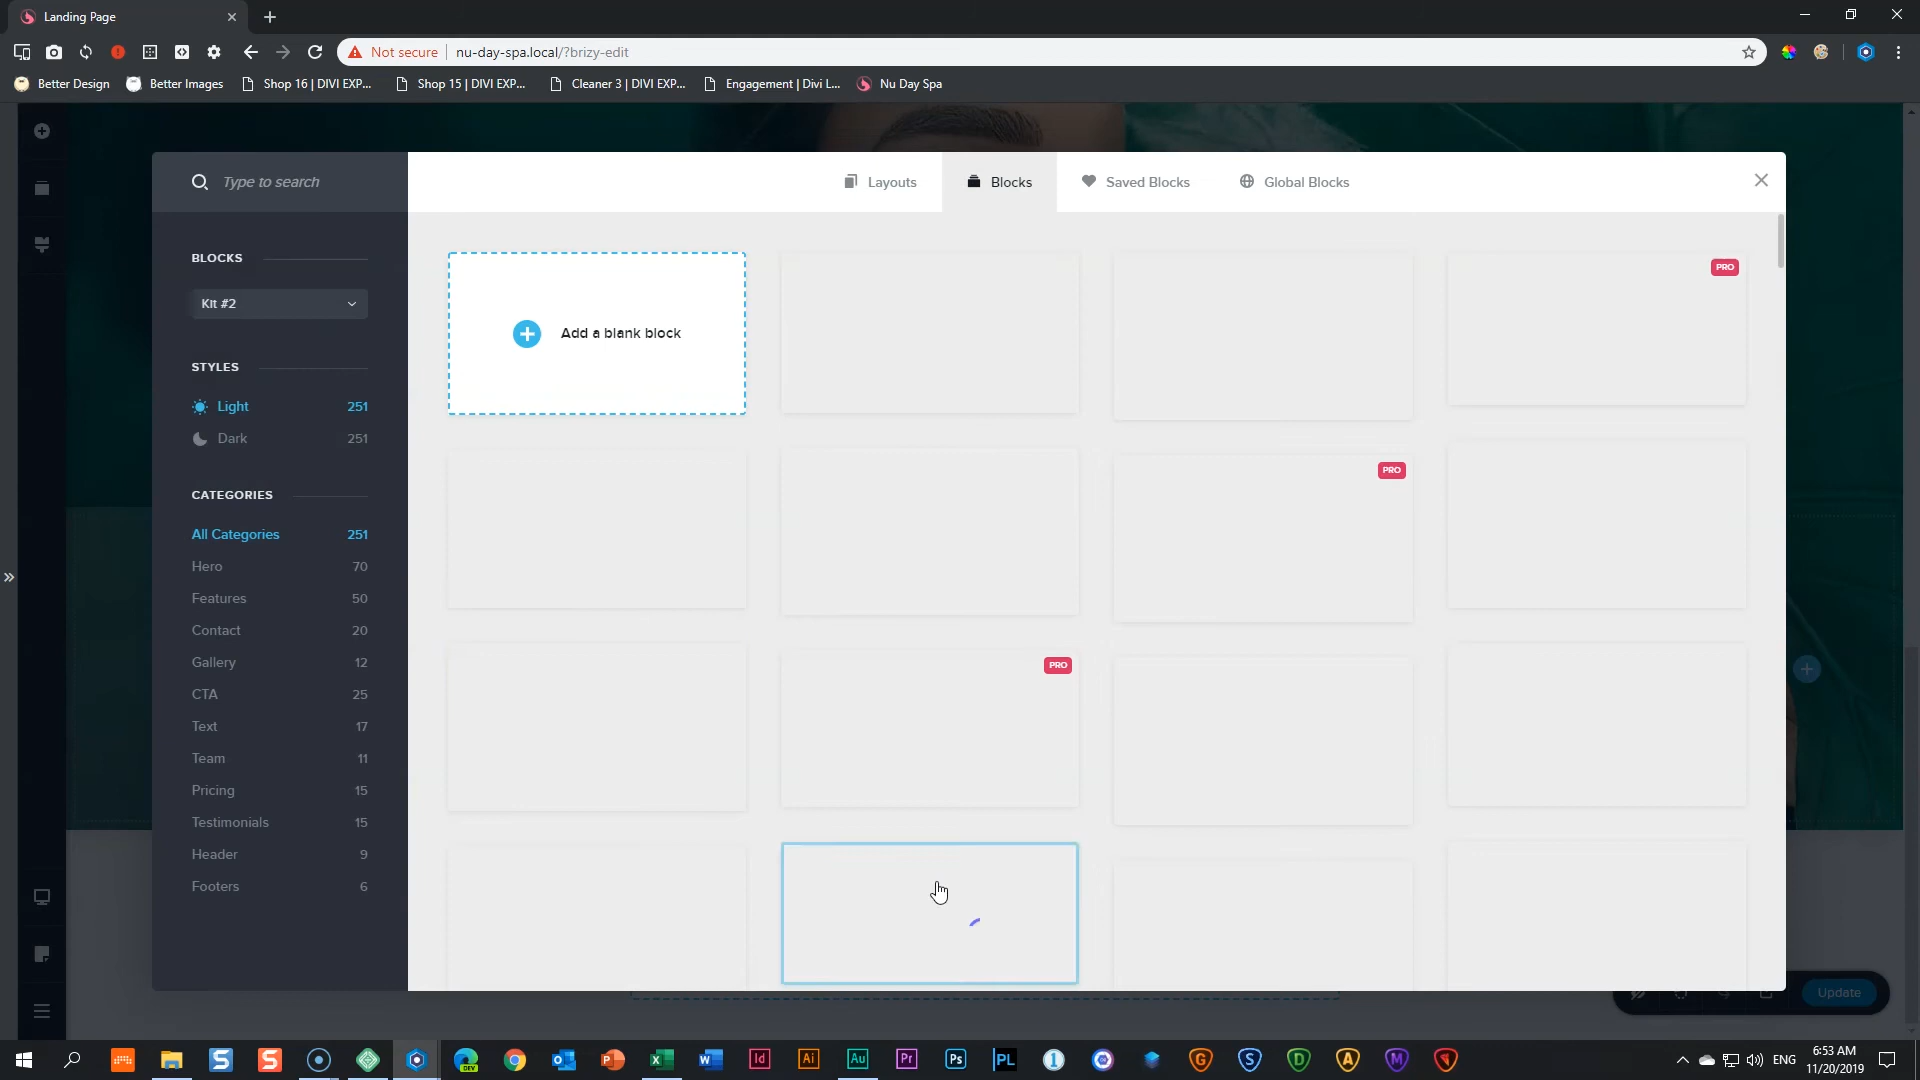 Landing Page
Not secure
nu-day-spa.local/?brizy-edit
Better Design
Better Images
Shop 16 | DIVI EXP...
Shop 15 | DIVI EXP...
Cleaner 3 | DIVI EXP...
Engagement | Divi L...
Nu Day Spa
Type to search
Layouts
Blocks
Saved Blocks
Global Blocks
BLOCKS
Kit #2
STYLES
Light 251
Dark 251
CATEGORIES
All Categories 251
Hero 70
Features 50
Contact 20
Gallery 12
CTA 25
Text 17
Team 11
Pricing 15
Testimonials 15
Header 9
Footers 6
Add a blank block
PRO
PRO
PRO
Update
ENG
6:53 AM
11/20/2019